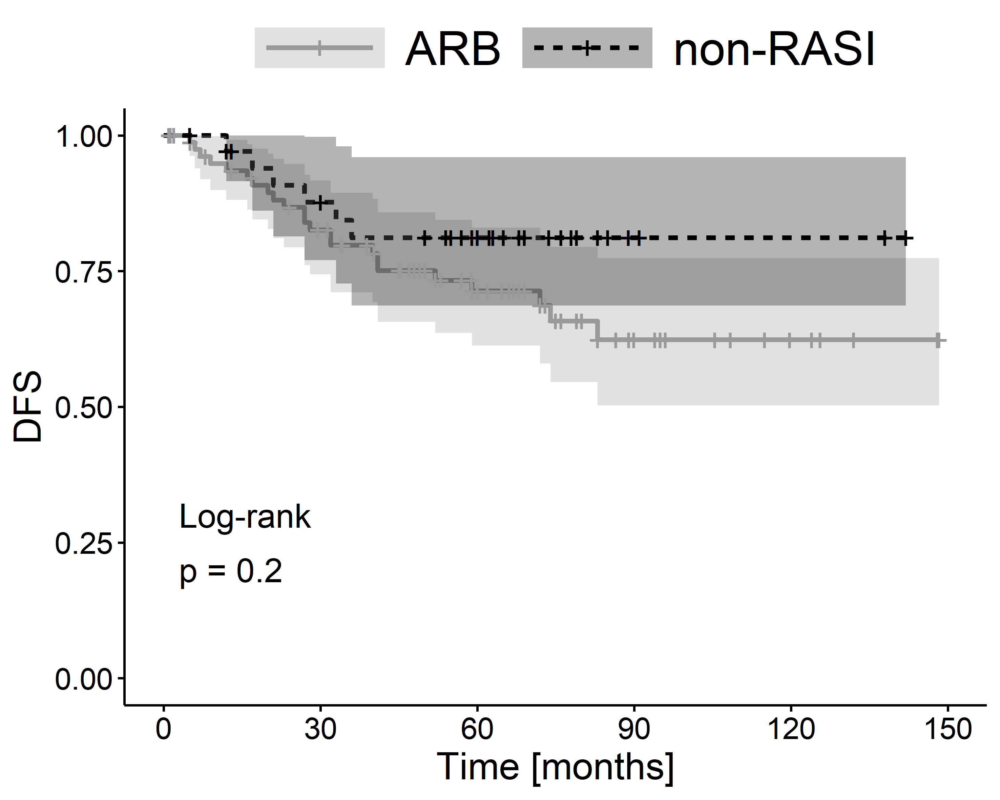 ARB non-RASI
1.00
0.75
0.50
0.25
0.00
DFS
Log-rank
p = 0.2
0 30 60 90 120 150
Time [months]